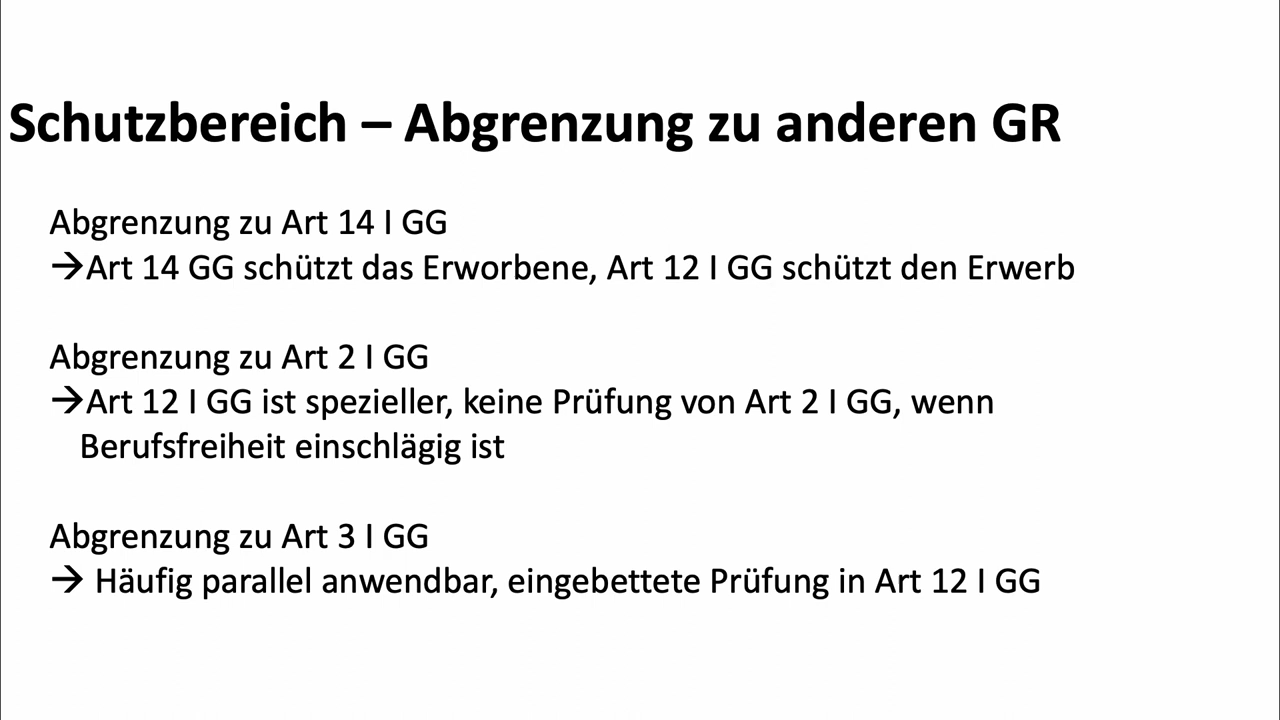 Schutzbereich – Abgrenzung zu anderen GR
Abgrenzung zu Art 14 I GG
→Art 14 GG schützt das Erworbene, Art 12 I GG schützt den Erwerb
Abgrenzung zu Art 2 I GG
→Art 12 I GG ist spezieller, keine Prüfung von Art 2 I GG, wenn
Berufsfreiheit einschlägig ist
Abgrenzung zu Art 3 I GG
→ Häufig parallel anwendbar, eingebettete Prüfung in Art 12 I GG